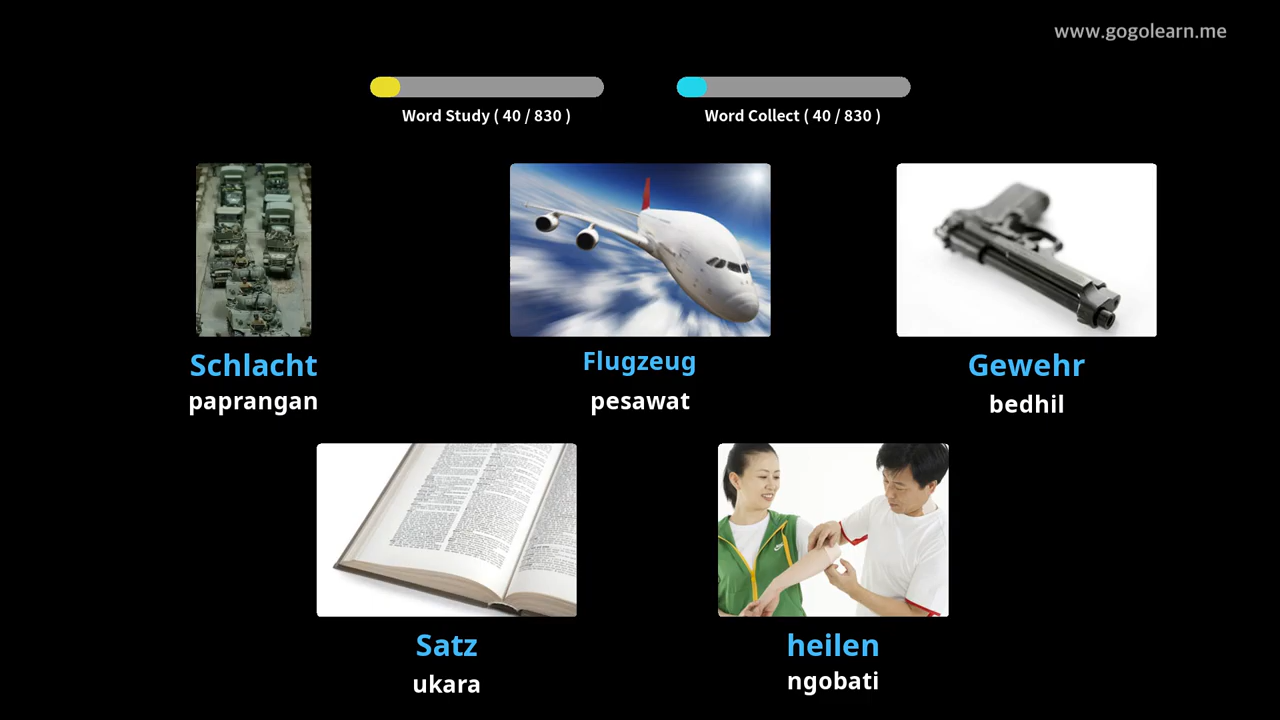 www.gogolearn.me
Word Study ( 40 / 830 )
Word Collect ( 40 / 830 )
Schlacht
paprangan
Flugzeug
pesawat
Gewehr
bedhil
Satz
ukara
heilen
ngobati